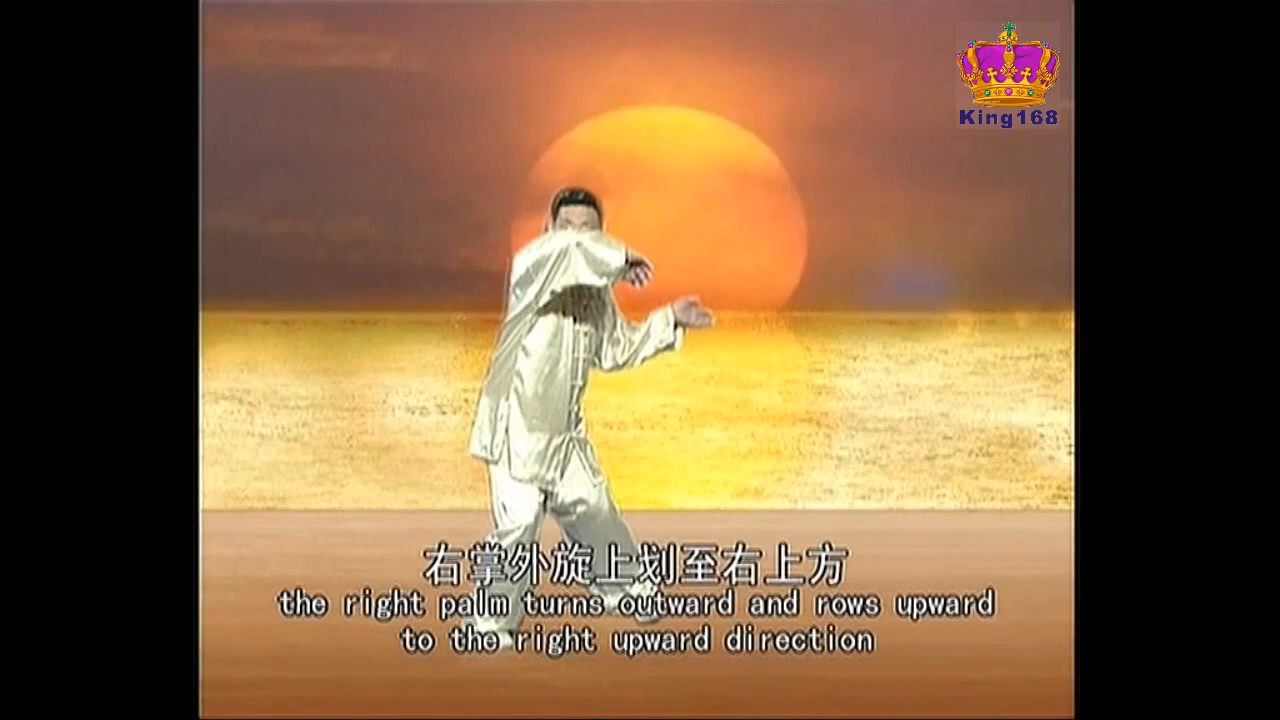 King168
右掌外旋上划至右上方
the right palm turns outward and rows upward
to the right upward direction